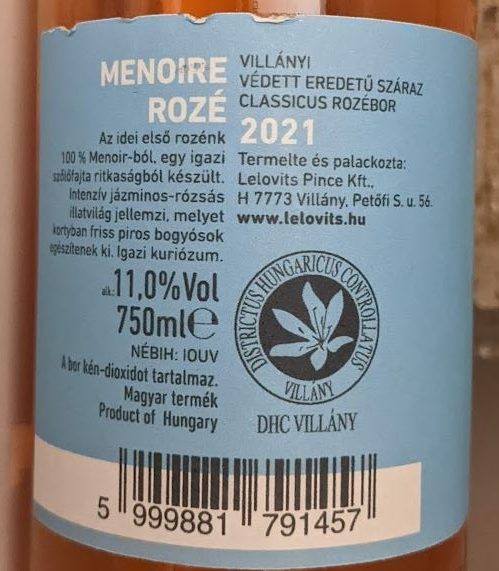 MENOIRE
ROZÉ
Az idei első rozénk
100 % Menoir-ból, egy igazi
szőlőfajta ritkaságból készült.
Intenzív jázminos-rózsás
illatvilág jellemzi, melyet
kortyban friss piros bogyósok
egészítenek ki. Igazi kuriózum.
alk.: 11,0%Vol
750ml℮
NÉBIH: IOUV
A bor kén-dioxidot tartalmaz.
Magyar termék
Product of Hungary
VILLÁNYI
VÉDETT EREDETŰ SZÁRAZ
CLASSICUS ROZÉBOR
2021
Termelte és palackozta:
Lelovits Pince Kft.,
H 7773 Villány, Petőfi S. u. 56.
www.lelovits.hu
DISTRICTUS HUNGARICUS CONTROLLATUS
VILLÁNY
DHC VILLÁNY
5 999881 791457